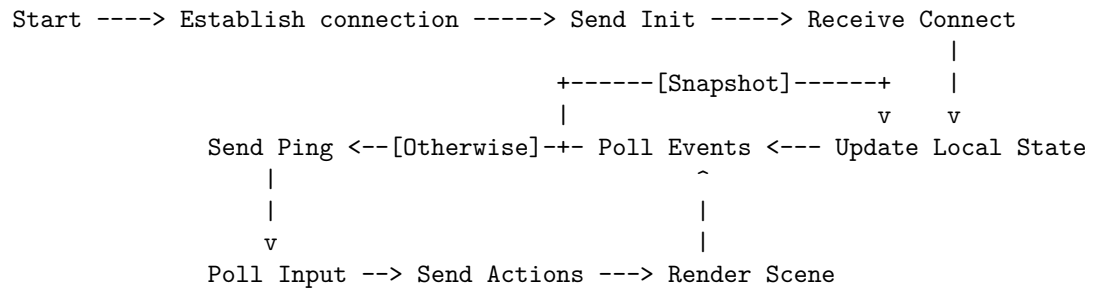 Start ----> Establish connection -----> Send Init -----> Receive Connect
|
+------[Snapshot]------+ |
| v v
Send Ping <--[Otherwise]-+- Poll Events <--- Update Local State
| ^
| |
v |
Poll Input --> Send Actions ---> Render Scene